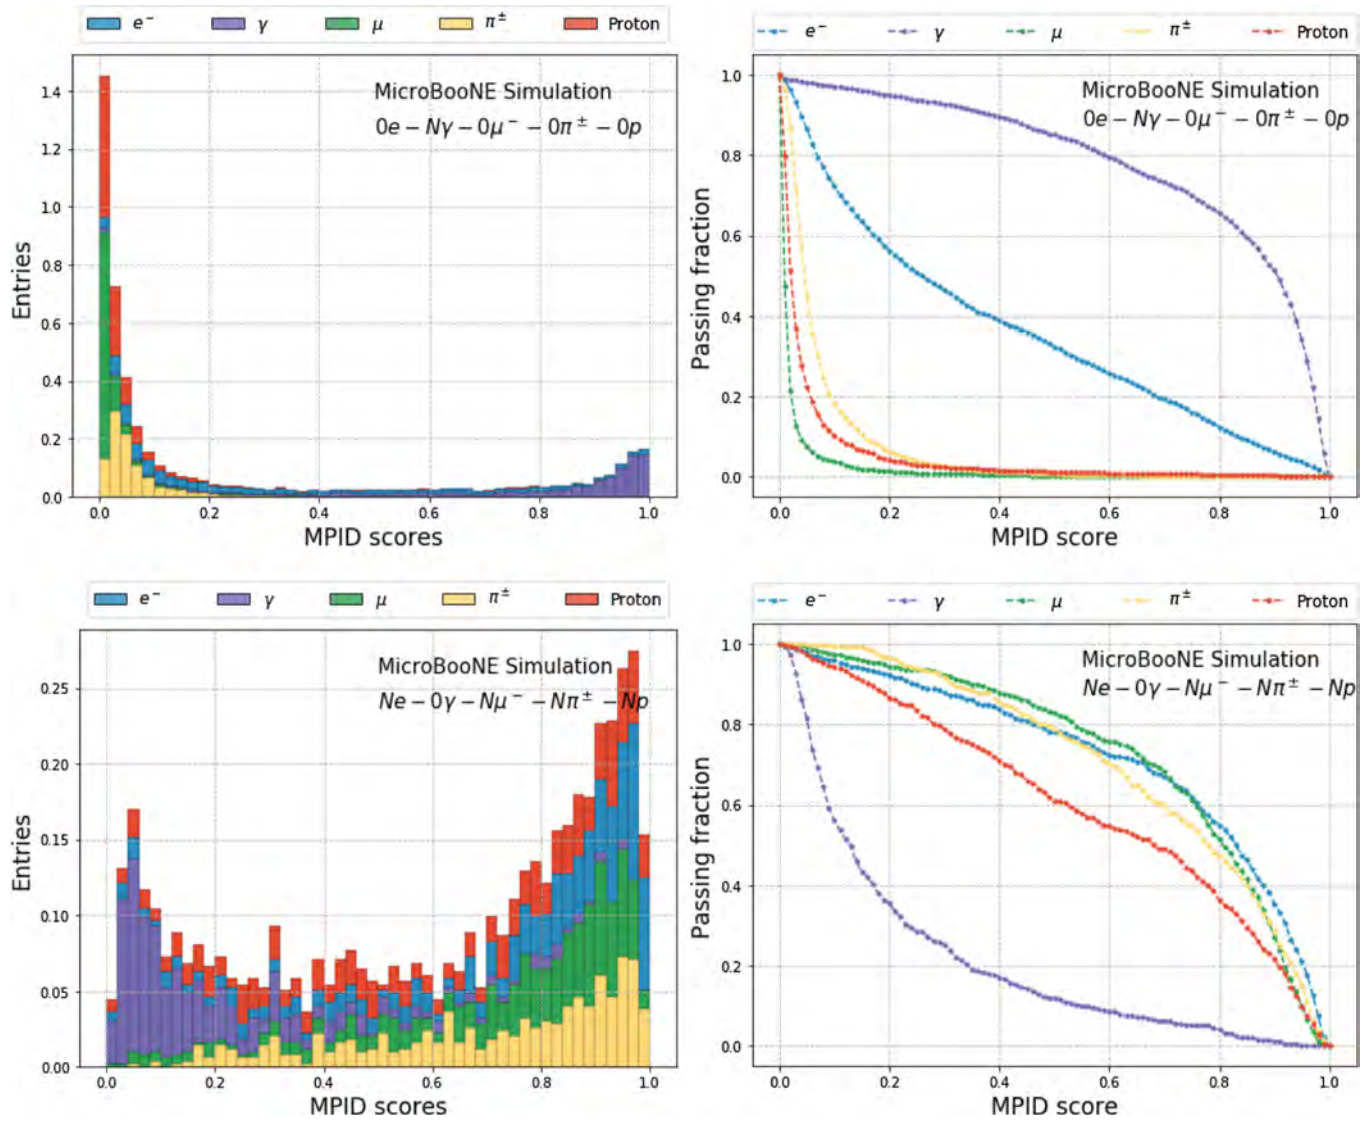 e⁻ γ μ π± Proton
MicroBooNE Simulation
0e − Nγ − 0μ⁻ − 0π± − 0p
Entries
1.4
1.2
1.0
0.8
0.6
0.4
0.2
0.0
0.0 0.2 0.4 0.6 0.8 1.0
MPID scores
e⁻ γ μ π± Proton
MicroBooNE Simulation
0e − Nγ − 0μ⁻ − 0π± − 0p
Passing fraction
1.0
0.8
0.6
0.4
0.2
0.0
0.0 0.2 0.4 0.6 0.8 1.0
MPID score
e⁻ γ μ π± Proton
MicroBooNE Simulation
Ne − 0γ − Nμ⁻ − Nπ± − Np
Entries
0.25
0.20
0.15
0.10
0.05
0.00
0.0 0.2 0.4 0.6 0.8 1.0
MPID scores
e⁻ γ μ π± Proton
MicroBooNE Simulation
Ne − 0γ − Nμ⁻ − Nπ± − Np
Passing fraction
1.0
0.8
0.6
0.4
0.2
0.0
0.0 0.2 0.4 0.6 0.8 1.0
MPID score